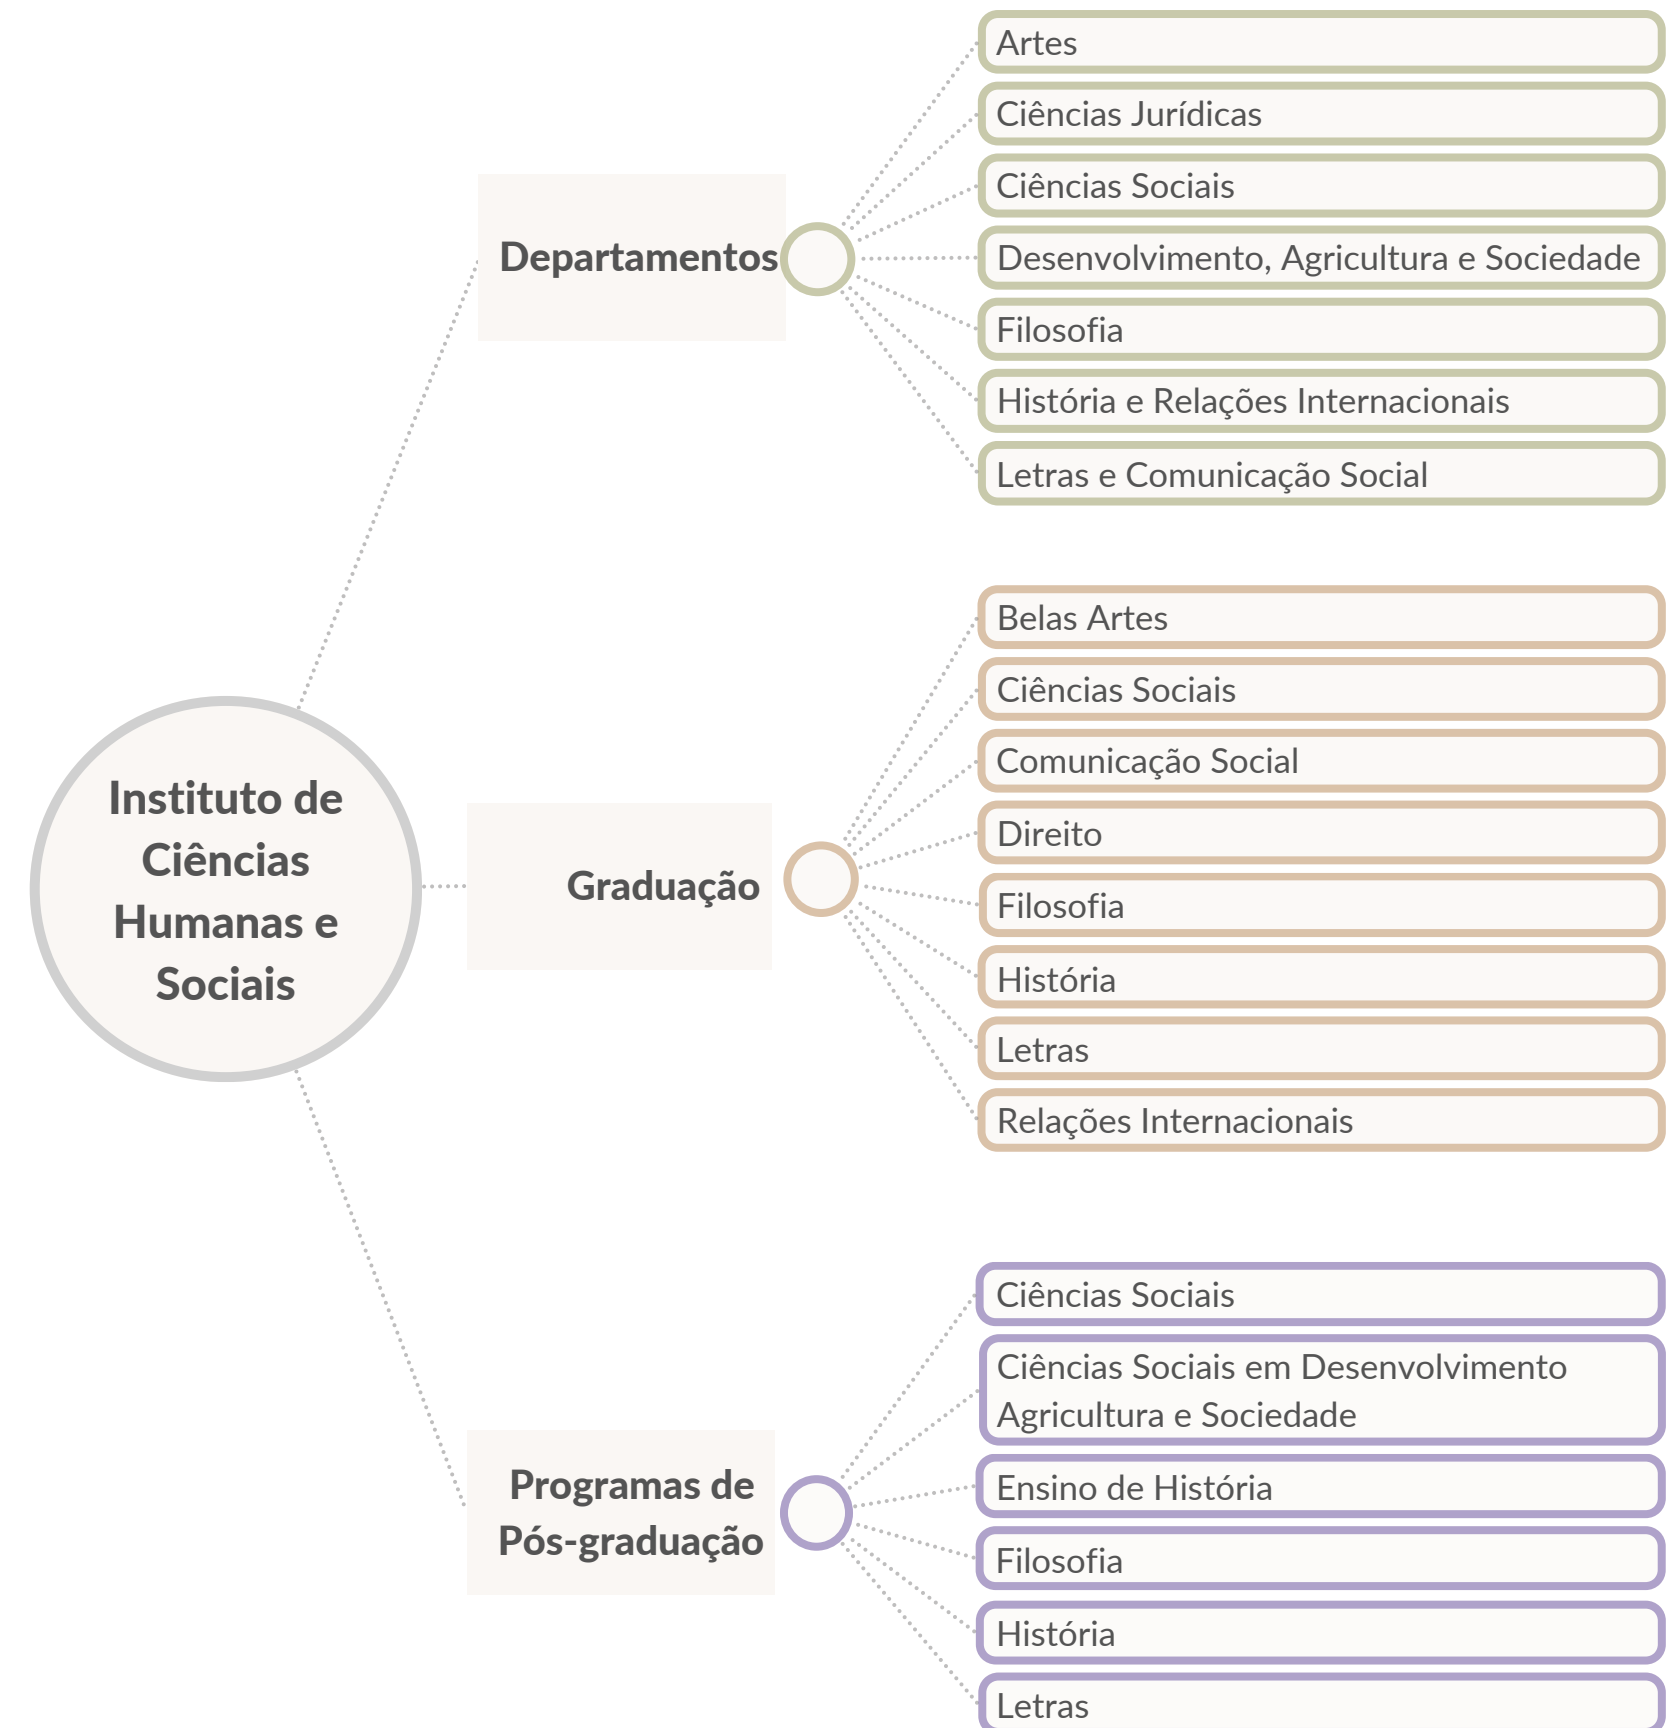 Instituto de
Ciências
Humanas e
Sociais
Departamentos
Artes
Ciências Jurídicas
Ciências Sociais
Desenvolvimento, Agricultura e Sociedade
Filosofia
História e Relações Internacionais
Letras e Comunicação Social
Graduação
Belas Artes
Ciências Sociais
Comunicação Social
Direito
Filosofia
História
Letras
Relações Internacionais
Programas de
Pós-graduação
Ciências Sociais
Ciências Sociais em Desenvolvimento
Agricultura e Sociedade
Ensino de História
Filosofia
História
Letras